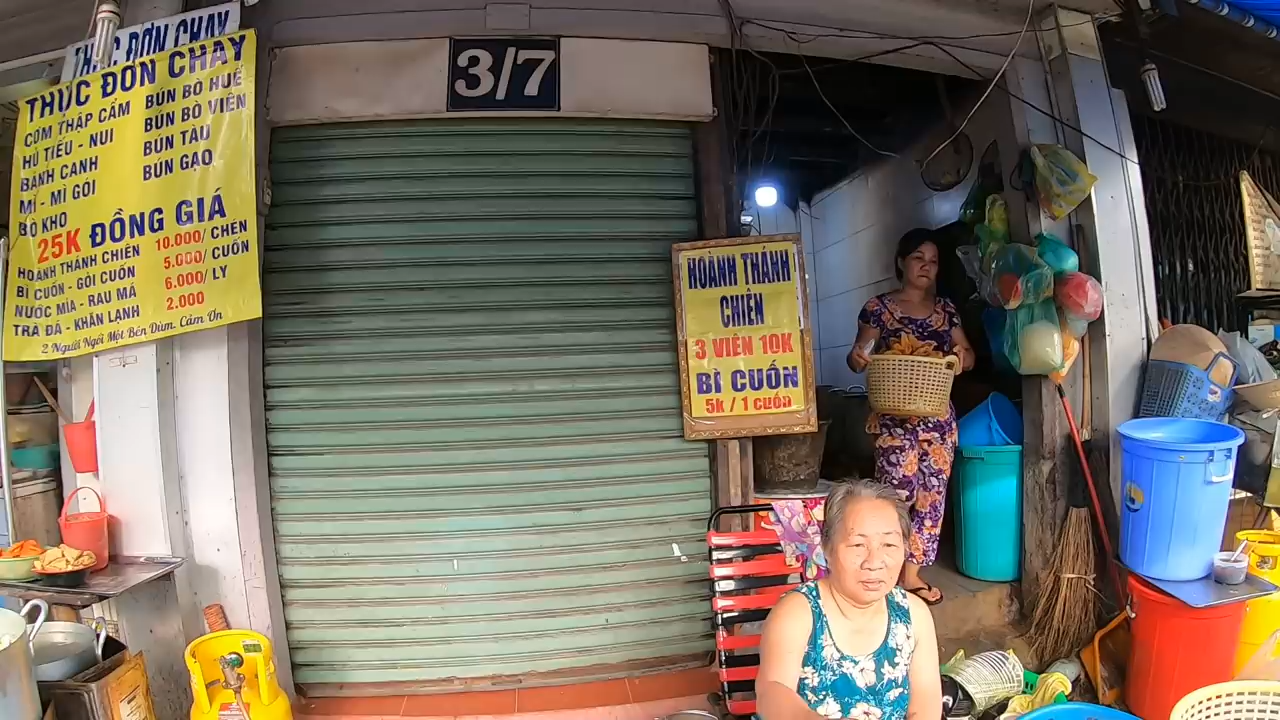 THỰC ĐƠN CHAY
THỰC ĐƠN CHAY
CƠM THẬP CẨM
HỦ TIẾU - NUI
BÁNH CANH
MÌ - MÌ GÓI
BÒ KHO
BÚN BÒ HUẾ
BÚN BÒ VIÊN
BÚN TÀU
BÚN GẠO
25K ĐỒNG GIÁ
HOÀNH THÁNH CHIÊN 10.000/ CHÉN
BÌ CUỐN - GỎI CUỐN 5.000/ CUỐN
NƯỚC MÍA - RAU MÁ 6.000/ LY
TRÀ ĐÁ - KHĂN LẠNH 2.000
2 Người Ngồi Một Bên Dùm. Cảm Ơn
3/7
HOÀNH THÁNH
CHIÊN
3 VIÊN 10K
BÌ CUỐN
5k / 1 cuốn